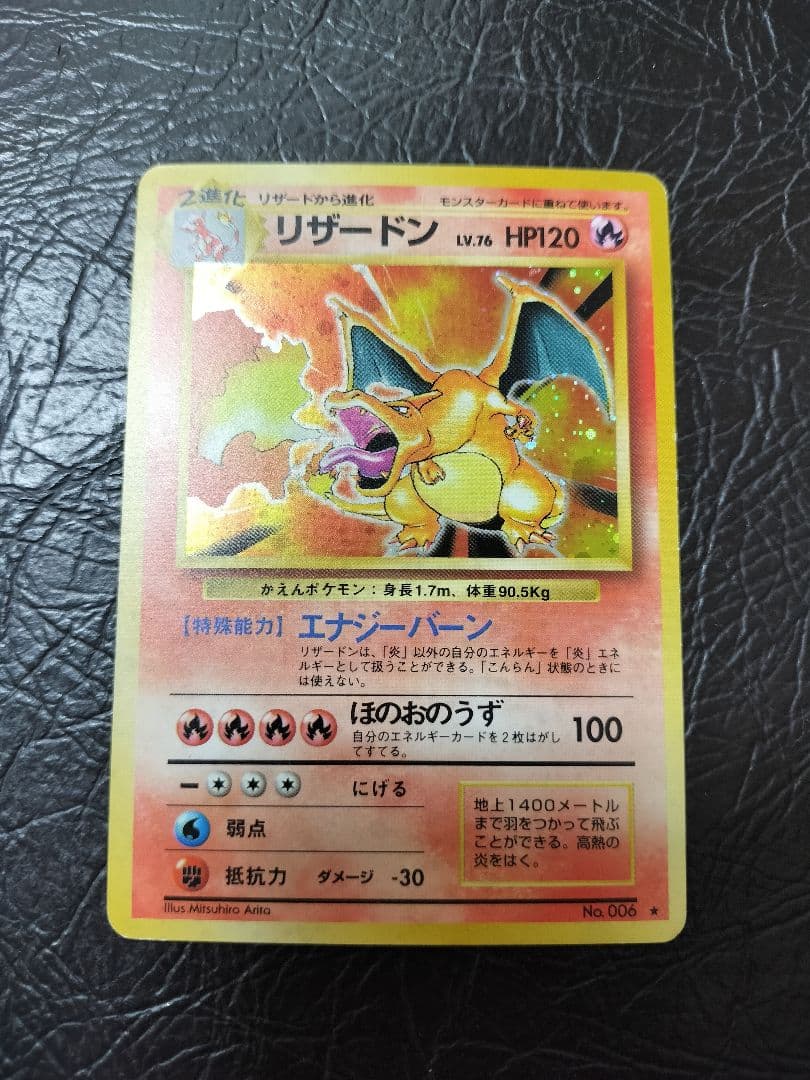 2進化 リザードから進化 モンスターカードに重ねて使います。
リザードン LV.76 HP120
かえんポケモン：身長1.7m、体重90.5Kg
【特殊能力】エナジーバーン
リザードンは、「炎」以外の自分のエネルギーを「炎」エネ
ルギーとして扱うことができる。「こんらん」状態のときに
は使えない。
ほのおのうず 100
自分のエネルギーカードを2枚はがし
てすてる。
ー にげる
弱点
抵抗力 ダメージ -30
地上1400メートル
まで羽をつかって飛ぶ
ことができる。高熱の
炎をはく。
Illus. Mitsuhiro Arita No. 006 ★